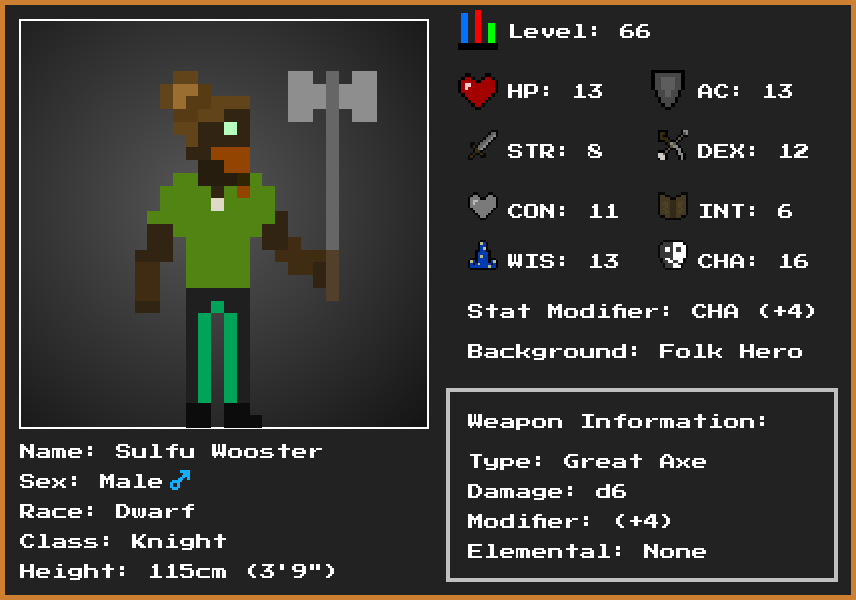 Level: 66
HP: 13
AC: 13
STR: 8
DEX: 12
CON: 11
INT: 6
WIS: 13
CHA: 16
Stat Modifier: CHA (+4)
Background: Folk Hero
Weapon Information:
Type: Great Axe
Damage: d6
Modifier: (+4)
Elemental: None
Name: Sulfu Wooster
Sex: Male♂
Race: Dwarf
Class: Knight
Height: 115cm (3'9")